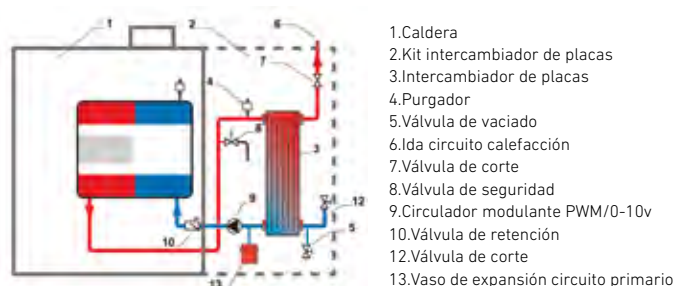 1
2
6
7
4
8
3
9
12
10
5
13
1.Caldera
2.Kit intercambiador de placas
3.Intercambiador de placas
4.Purgador
5.Válvula de vaciado
6.Ida circuito calefacción
7.Válvula de corte
8.Válvula de seguridad
9.Circulador modulante PWM/0-10v
10.Válvula de retención
12.Válvula de corte
13.Vaso de expansión circuito primario